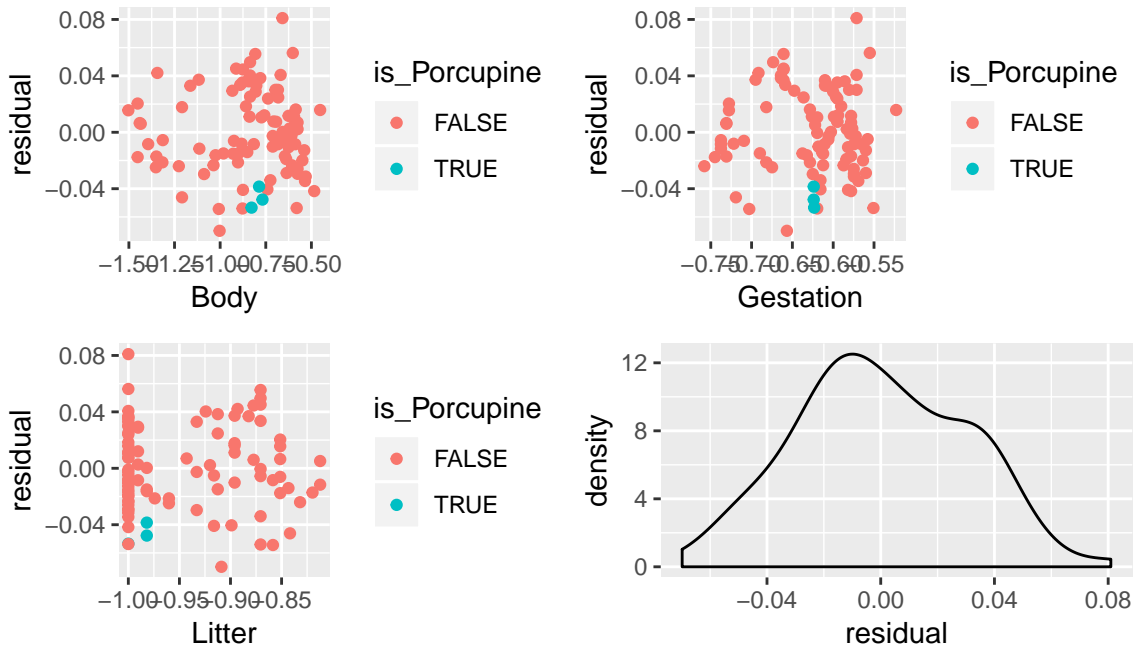 0.08
0.04
0.00
−0.04
residual
−1.50
−1.25
−1.00
−0.75
−0.50
Body
is_Porcupine
FALSE
TRUE
0.08
0.04
0.00
−0.04
residual
−0.75
−0.70
−0.65
−0.60
−0.55
Gestation
is_Porcupine
FALSE
TRUE
0.08
0.04
0.00
−0.04
residual
−1.00
−0.95
−0.90
−0.85
Litter
is_Porcupine
FALSE
TRUE
12
8
4
0
density
−0.04
0.00
0.04
0.08
residual